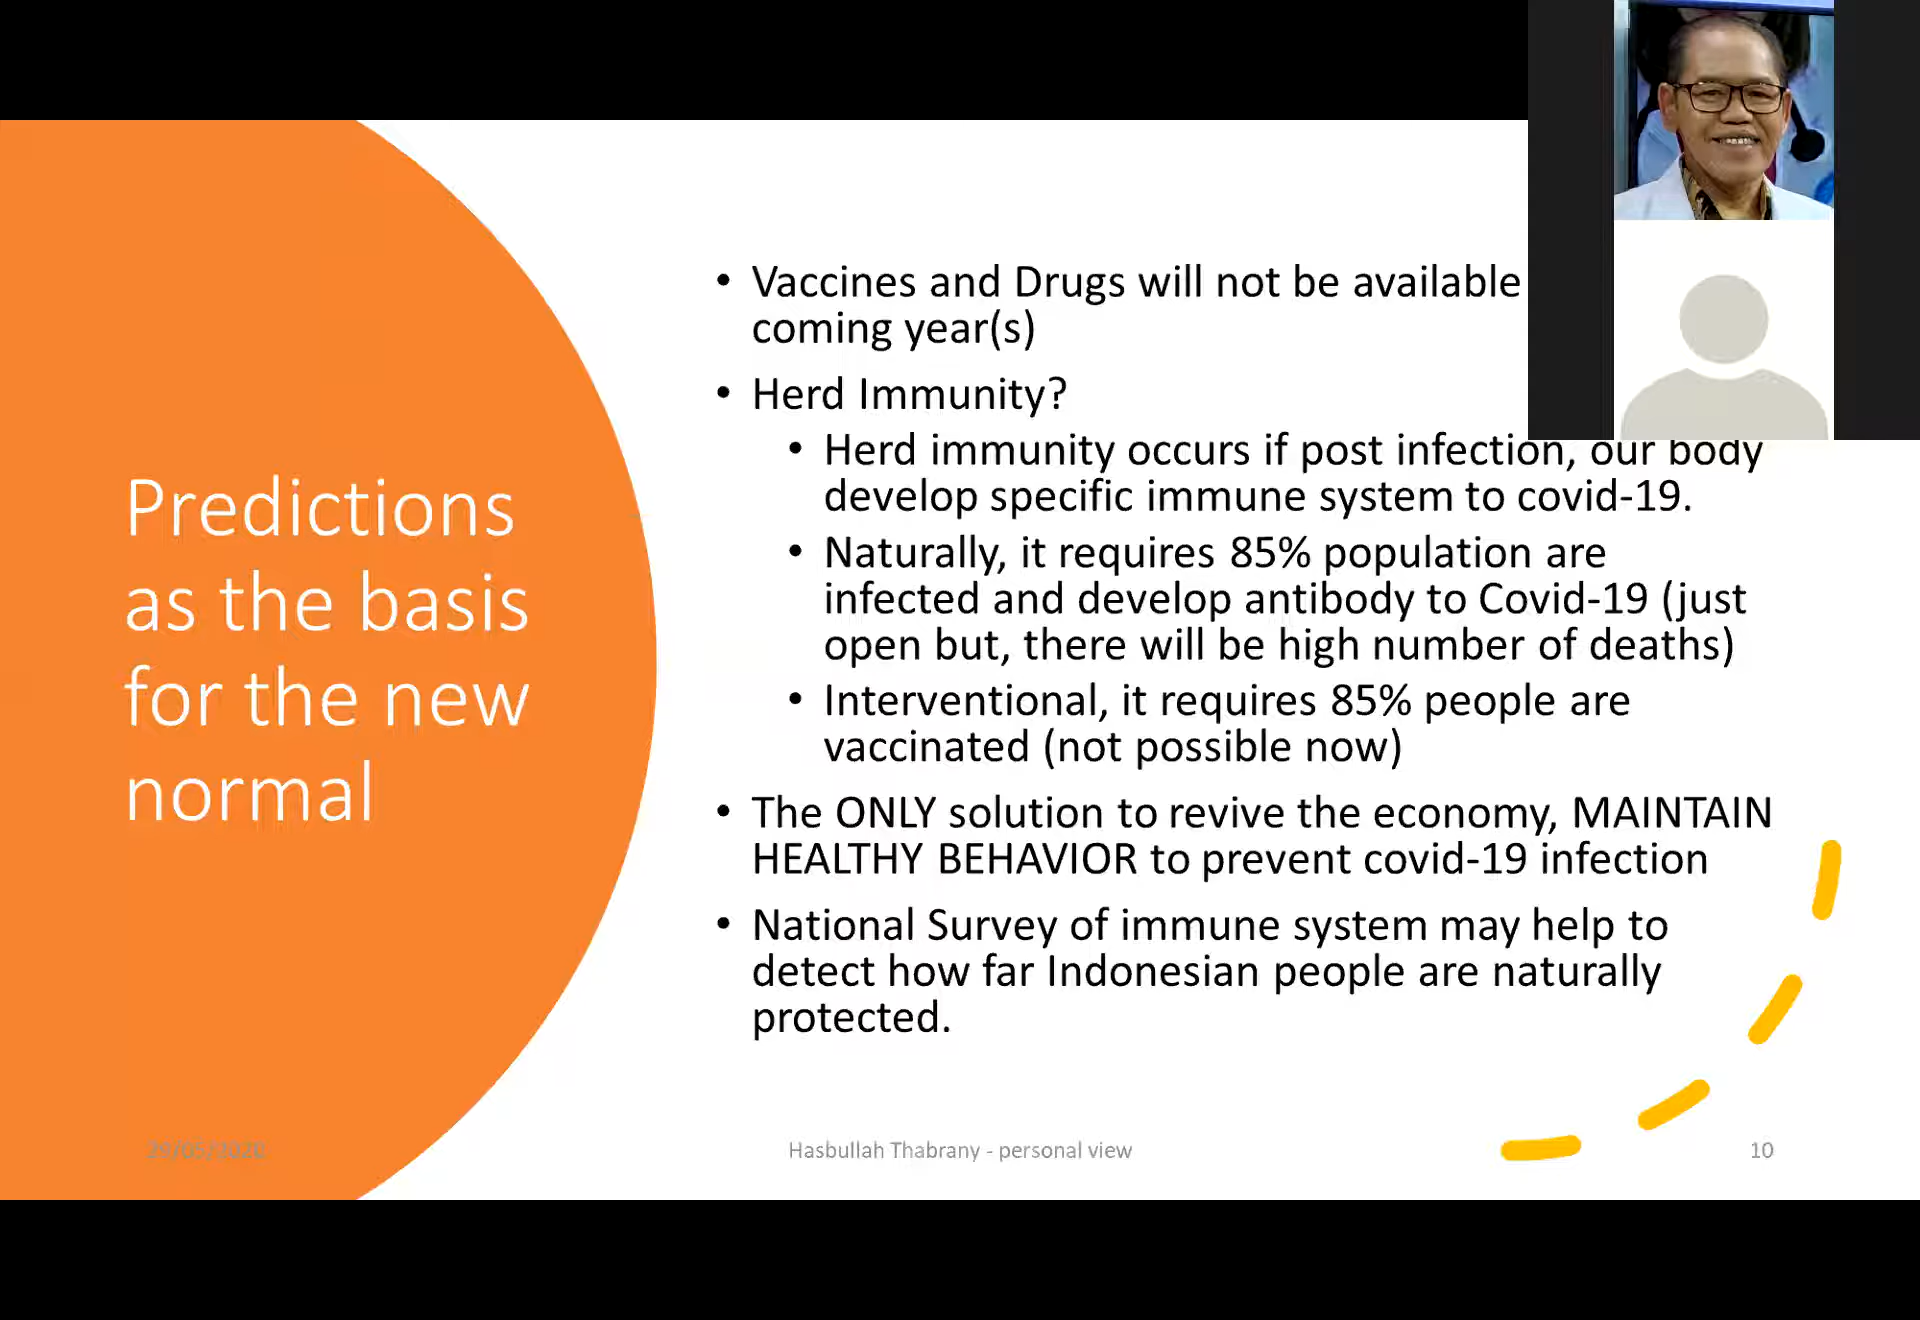 Predictions
as the basis
for the new
normal
• Vaccines and Drugs will not be available
coming year(s)
• Herd Immunity?
• Herd immunity occurs if post infection, our body
develop specific immune system to covid-19.
• Naturally, it requires 85% population are
infected and develop antibody to Covid-19 (just
open but, there will be high number of deaths)
• Interventional, it requires 85% people are
vaccinated (not possible now)
• The ONLY solution to revive the economy, MAINTAIN
HEALTHY BEHAVIOR to prevent covid-19 infection
• National Survey of immune system may help to
detect how far Indonesian people are naturally
protected.
29/05/2020
Hasbullah Thabrany - personal view
10